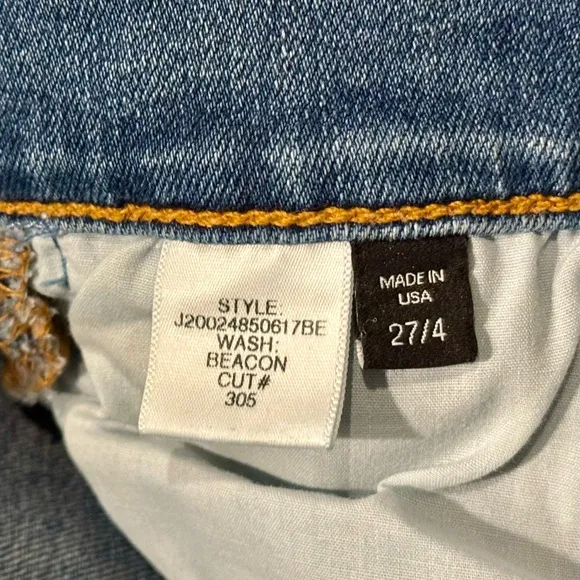 STYLE:
J20024850617BE
WASH:
BEACON
CUT#
305
MADE IN
USA
27/4